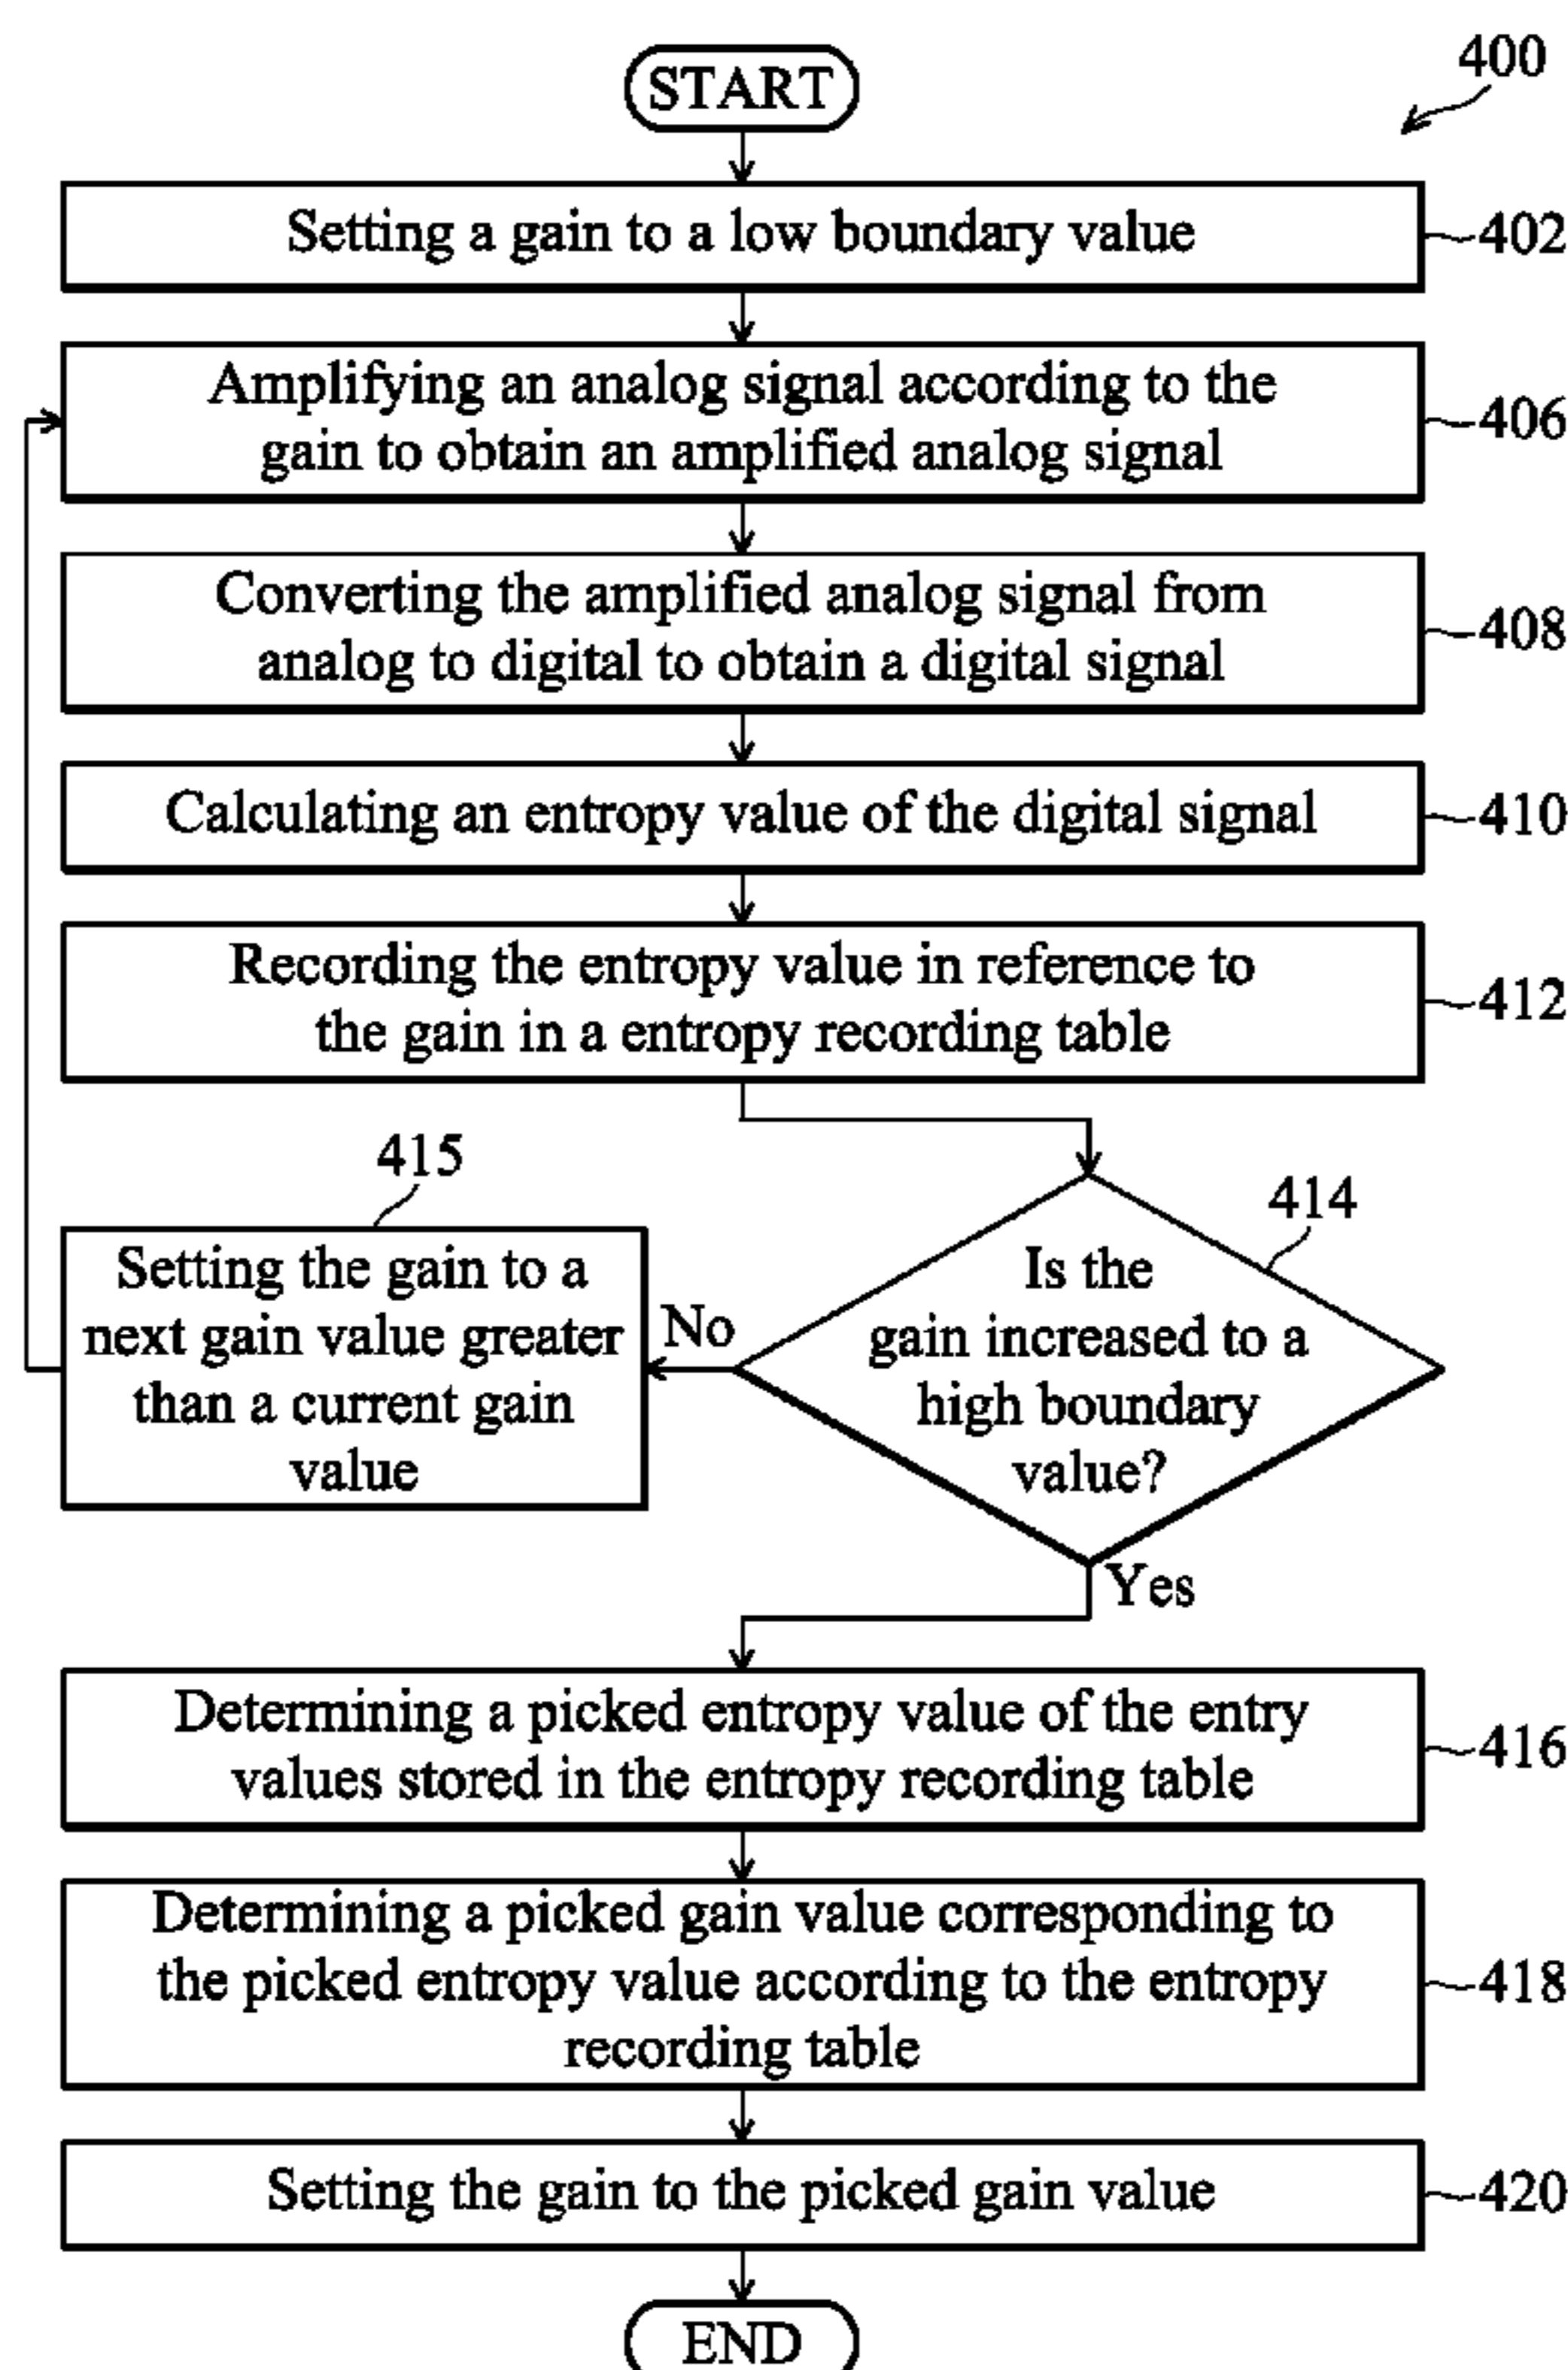 400
START
Setting a gain to a low boundary value
402
Amplifying an analog signal according to the
gain to obtain an amplified analog signal
406
Converting the amplified analog signal from
analog to digital to obtain a digital signal
408
Calculating an entropy value of the digital signal
410
Recording the entropy value in reference to
the gain in a entropy recording table
412
415
Setting the gain to a
next gain value greater
than a current gain
value
No
414
Is the
gain increased to a
high boundary
value?
Yes
Determining a picked entropy value of the entry
values stored in the entropy recording table
416
Determining a picked gain value corresponding to
the picked entropy value according to the entropy
recording table
418
Setting the gain to the picked gain value
420
END